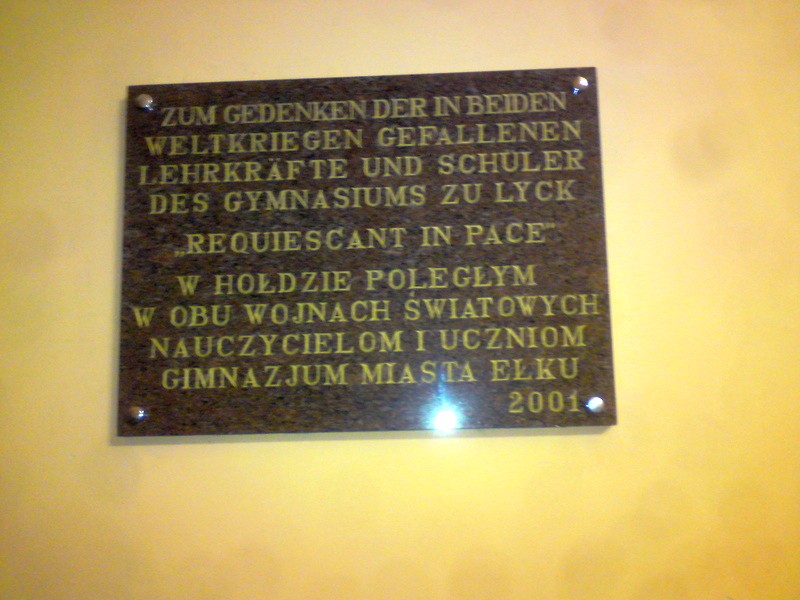 ZUM GEDENKEN DER IN BEIDEN
WELTKRIEGEN GEFALLENEN
LEHRKRÄFTE UND SCHÜLER
DES GYMNASIUMS ZU LYCK
„REQUIESCANT IN PACE”
W HOŁDZIE POLEGŁYM
W OBU WOJNACH ŚWIATOWYCH
NAUCZYCIELOM I UCZNIOM
GIMNAZJUM MIASTA EŁKU
2001